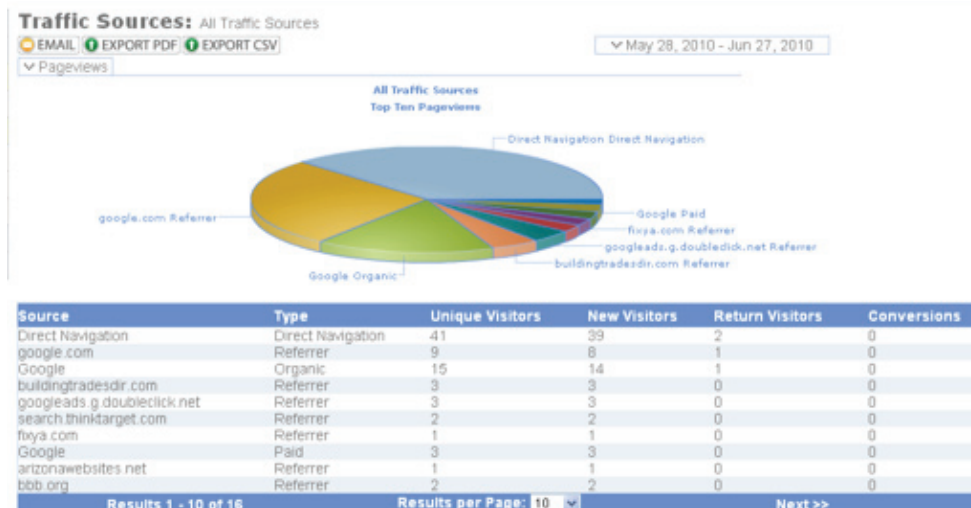 Traffic Sources: All Traffic Sources
EMAIL EXPORT PDF EXPORT CSV
May 28, 2010 - Jun 27, 2010
Pageviews
All Traffic Sources
Top Ten Pageviews
Direct Navigation Direct Navigation
google.com Referrer
Google Paid
fixya.com Referrer
googleads.g.doubleclick.net Referrer
buildingtradesdir.com Referrer
Google Organic
Source Type Unique Visitors New Visitors Return Visitors Conversions
Direct Navigation Direct Navigation 41 39 2 0
google.com Referrer 9 8 1 0
Google Organic 15 14 1 0
buildingtradesdir.com Referrer 3 3 0 0
googleads.g.doubleclick.net Referrer 3 3 0 0
search.thinktarget.com Referrer 2 2 0 0
fixya.com Referrer 1 1 0 0
Google Paid 3 3 0 0
arizonawebsites.net Referrer 1 1 0 0
bbb.org Referrer 2 2 0 0
Results 1 - 10 of 16 Results per Page: 10 Next >>